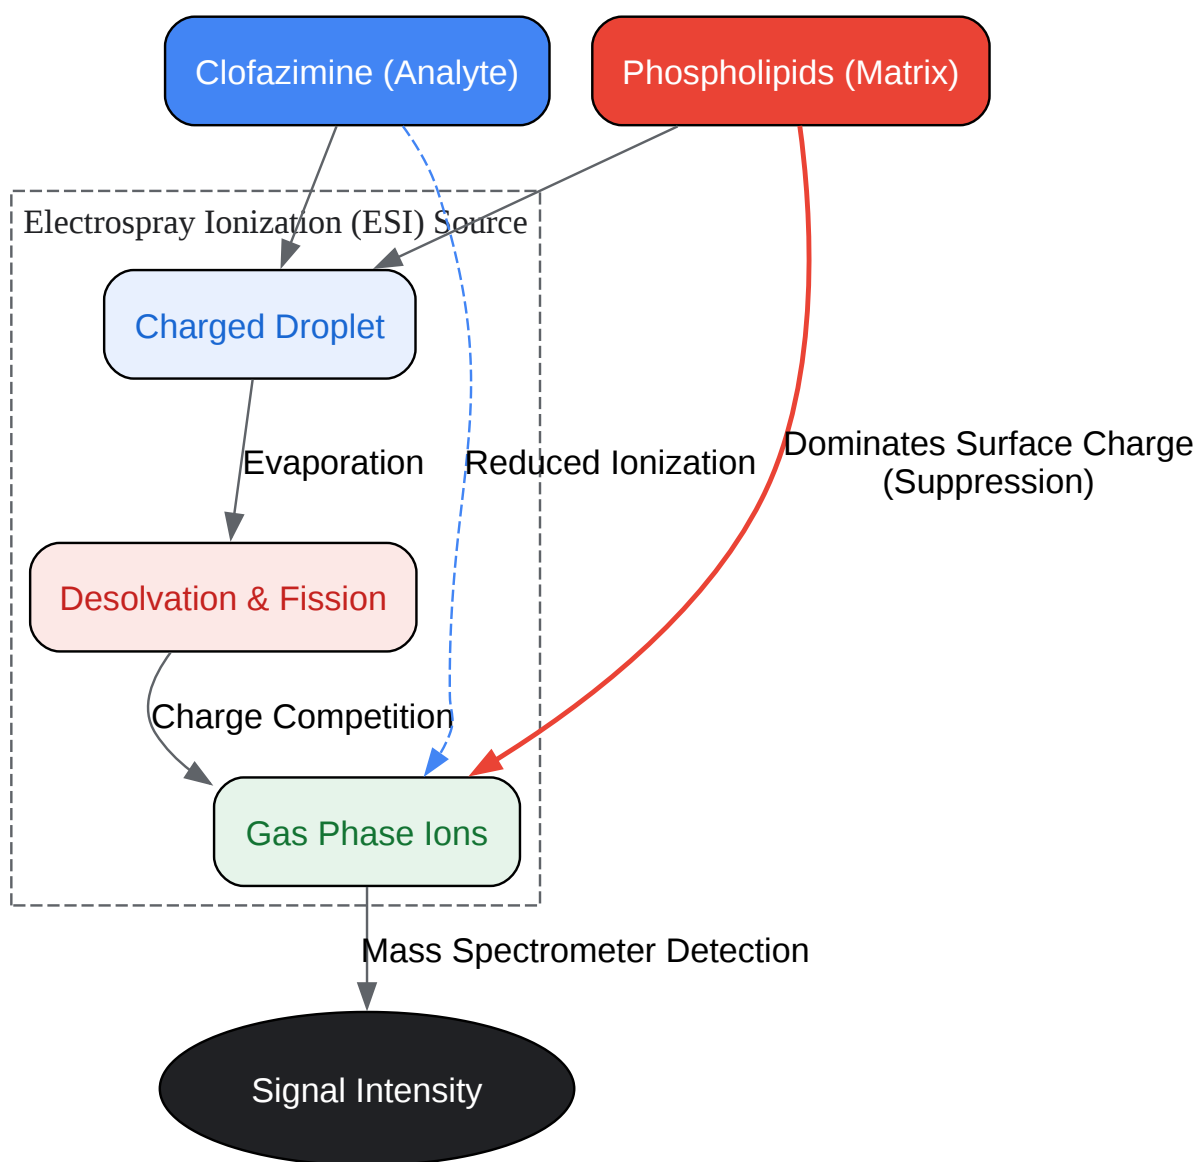 Clofazimine (Analyte)
Phospholipids (Matrix)
Electrospray Ionization (ESI) Source
Charged Droplet
Evaporation
Reduced Ionization
Dominates Surface Charge
(Suppression)
Desolvation & Fission
Charge Competition
Gas Phase Ions
Mass Spectrometer Detection
Signal Intensity